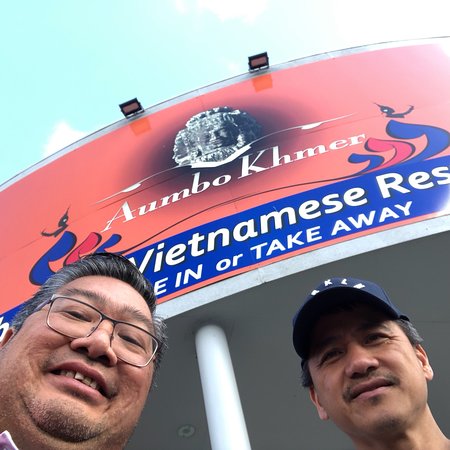 Aumbo Khmer
Vietnamese Res
E IN or TAKE AWAY